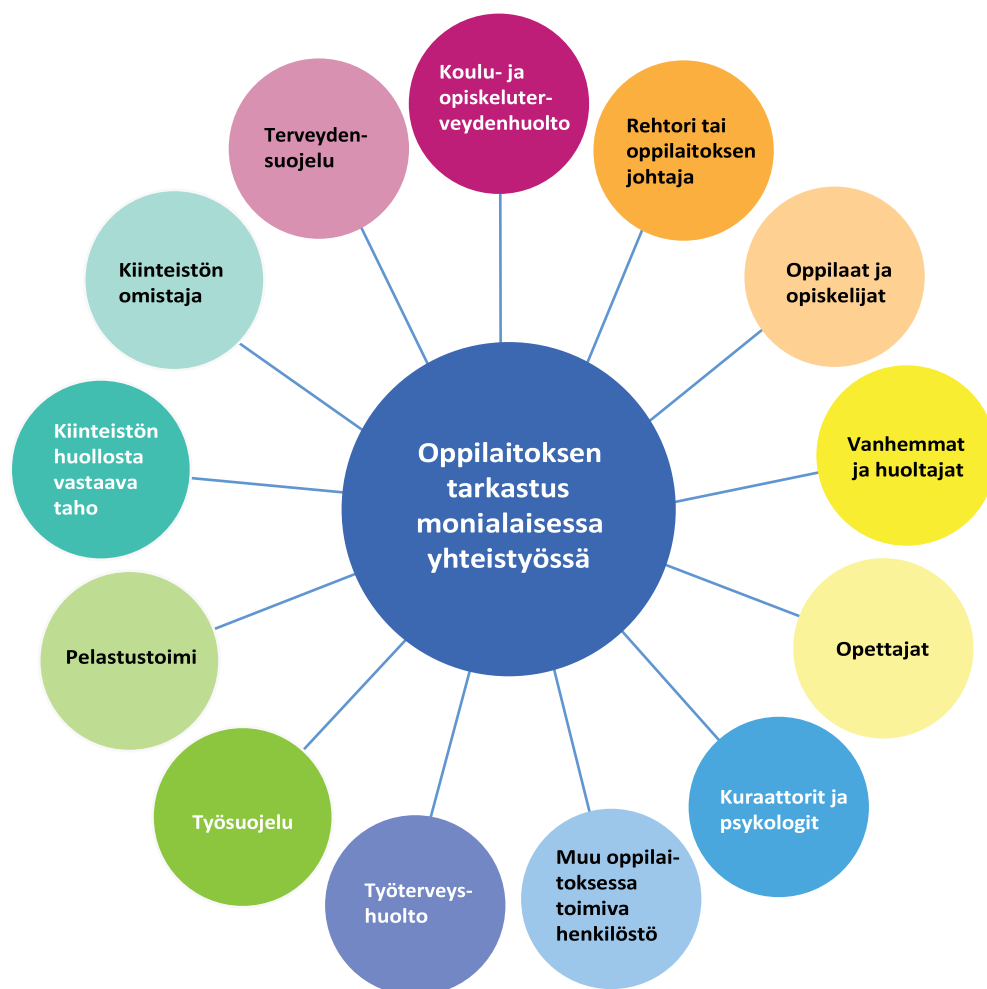 Koulu- ja
opiskeluter-
veydenhuolto
Rehtori tai
oppilaitoksen
johtaja
Oppilaat ja
opiskelijat
Vanhemmat
ja huoltajat
Opettajat
Kuraattorit ja
psykologit
Muu oppilai-
toksessa
toimiva
henkilöstö
Työterveys-
huolto
Työsuojelu
Pelastustoimi
Kiinteistön
huollosta
vastaava
taho
Kiinteistön
omistaja
Terveyden-
suojelu
Oppilaitoksen
tarkastus
monialaisessa
yhteistyössä